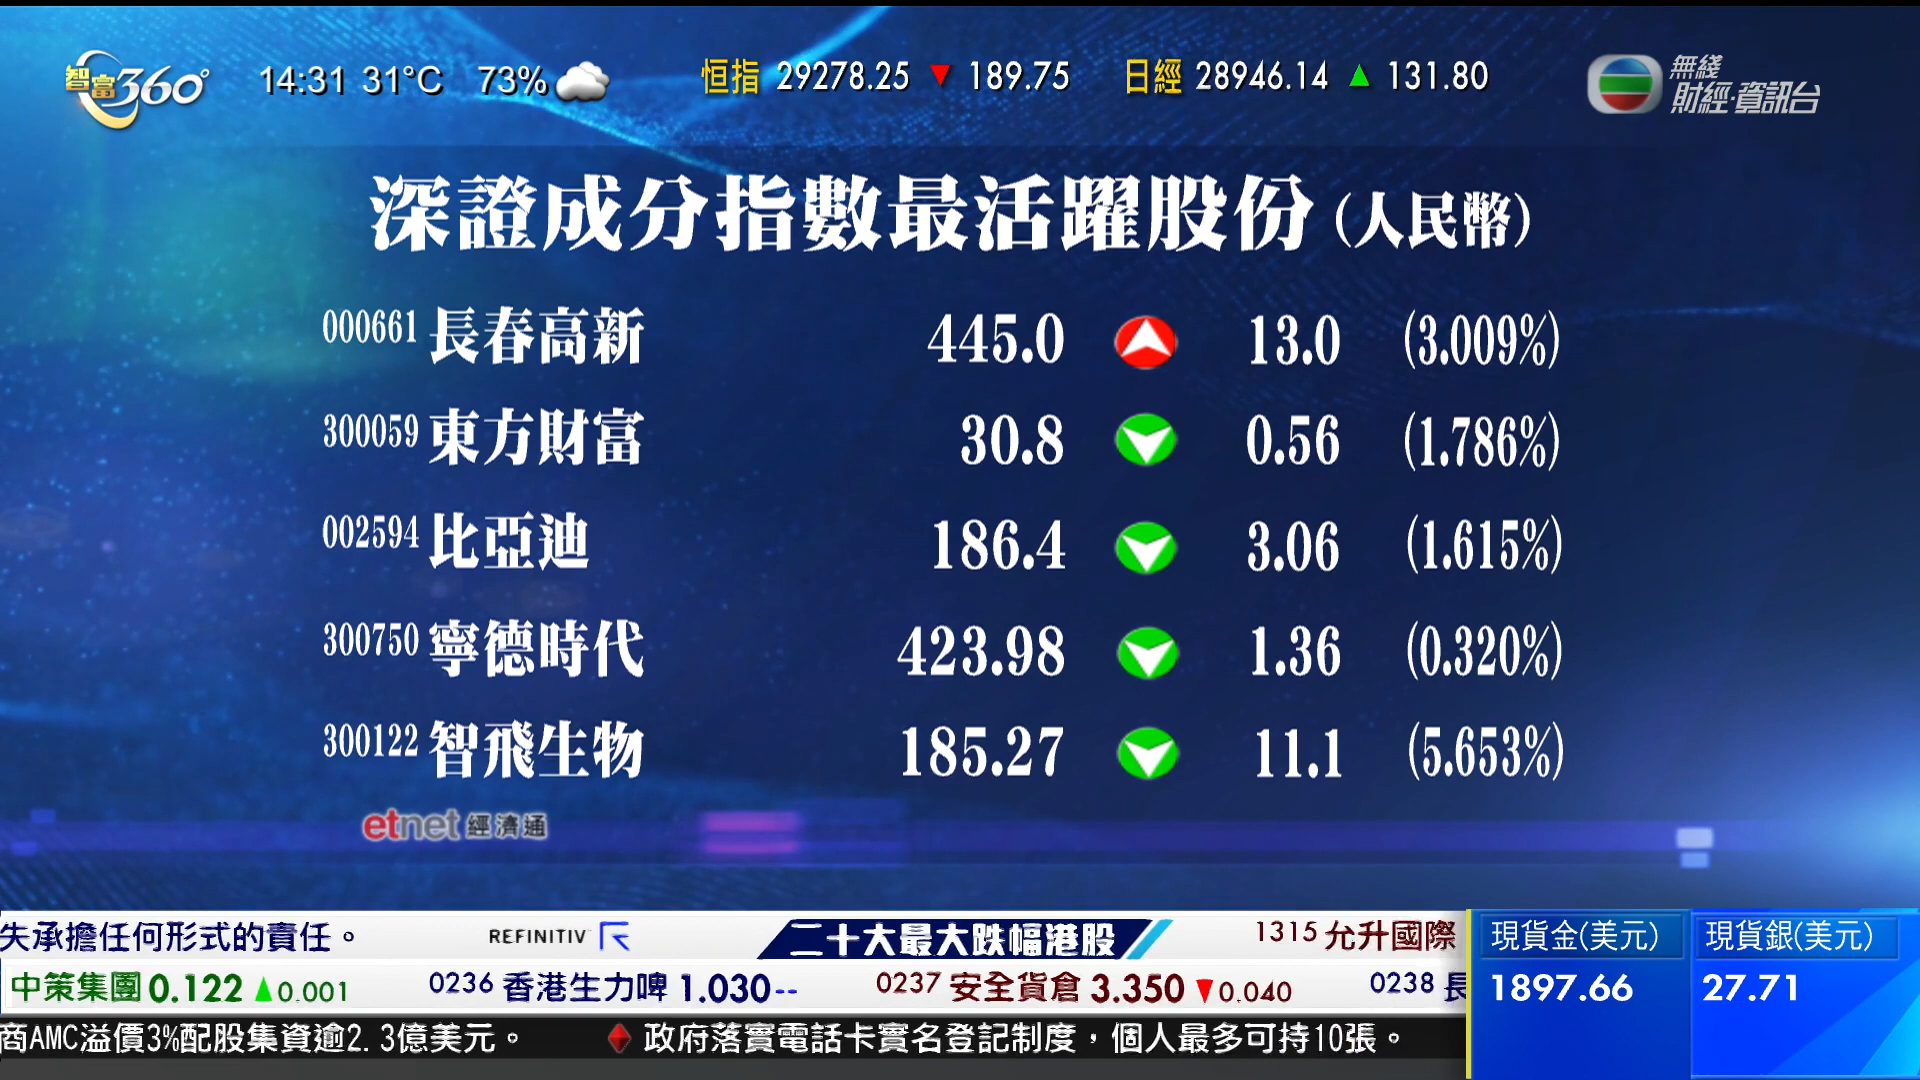 智富360°
14:31 31°C 73%
恒指 29278.25 ▼ 189.75 日經 28946.14 ▲ 131.80
無綫
財經·資訊台
深證成分指數最活躍股份 (人民幣)
000661 長春高新 445.0 13.0 (3.009%)
300059 東方財富 30.8 0.56 (1.786%)
002594 比亞迪 186.4 3.06 (1.615%)
300750 寧德時代 423.98 1.36 (0.320%)
300122 智飛生物 185.27 11.1 (5.653%)
etnet 經濟通
失承擔任何形式的責任。 REFINITIV 二十大最大跌幅港股 1315 允升國際
中策集團 0.122 ▲0.001 0236 香港生力啤 1.030-- 0237 安全貨倉 3.350 ▼0.040 0238 長
商AMC溢價3%配股集資逾2.3億美元。 政府落實電話卡實名登記制度，個人最多可持10張。
現貨金(美元)
1897.66
現貨銀(美元)
27.71